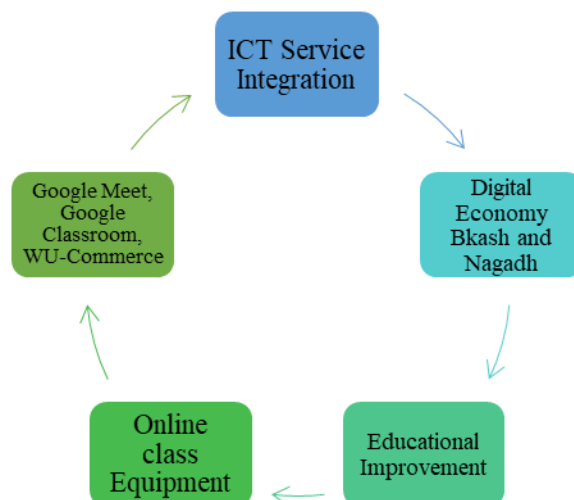 ICT Service
Integration
Digital
Economy
Bkash and
Nagadh
Educational
Improvement
Online
class
Equipment
Google Meet,
Google
Classroom,
WU-Commerce